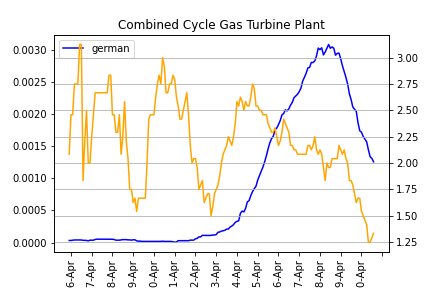 Combined Cycle Gas Turbine Plant
german
0.0030
0.0025
0.0020
0.0015
0.0010
0.0005
0.0000
3.00
2.75
2.50
2.25
2.00
1.75
1.50
1.25
6-Apr
7-Apr
8-Apr
9-Apr
0-Apr
1-Apr
2-Apr
3-Apr
4-Apr
5-Apr
6-Apr
7-Apr
8-Apr
9-Apr
0-Apr